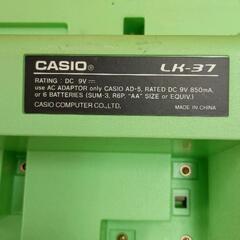 CASIO® LK-37
RATING: DC 9V⎓
use AC ADAPTOR only CASIO AD-5, RATED DC 9V 850mA,
or 6 BATTERIES (SUM-3, R6P, "AA" SIZE or EQUIV.)
CASIO COMPUTER CO.,LTD. MADE IN CHINA